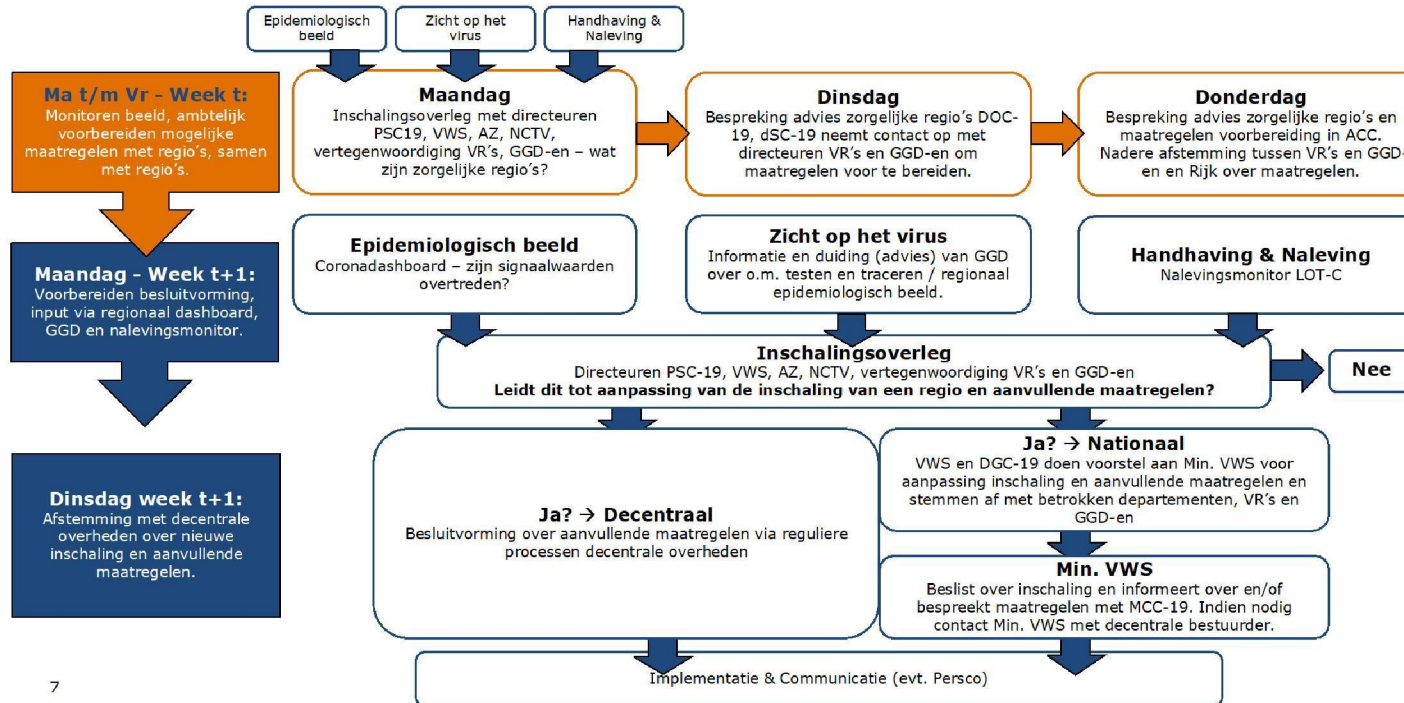 Epidemiologisch
beeld
Zicht op het
virus
Handhaving &
Naleving
Ma t/m Vr - Week t:
Monitoren beeld, ambtelijk
voorbereiden mogelijke
maatregelen met regio's, samen
met regio's.
Maandag
Inschalingsoverleg met directeuren
PSC19, VWS, AZ, NCTV,
vertegenwoordiging VR's, GGD-en – wat
zijn zorgelijke regio's?
Dinsdag
Bespreking advies zorgelijke regio's DOC-
19, dSC-19 neemt contact op met
directeuren VR's en GGD-en om
maatregelen voor te bereiden.
Donderdag
Bespreking advies zorgelijke regio's en
maatregelen voorbereiding in ACC.
Nadere afstemming tussen VR's en GGD-
en en Rijk over maatregelen.
Maandag - Week t+1:
Voorbereiden besluitvorming,
input via regionaal dashboard,
GGD en nalevingsmonitor.
Epidemiologisch beeld
Coronadashboard – zijn signaalwaarden
overtreden?
Zicht op het virus
Informatie en duiding (advies) van GGD
over o.m. testen en traceren / regionaal
epidemiologisch beeld.
Handhaving & Naleving
Nalevingsmonitor LOT-C
Inschalingsoverleg
Directeuren PSC-19, VWS, AZ, NCTV, vertegenwoordiging VR's en GGD-en
Leidt dit tot aanpassing van de inschaling van een regio en aanvullende maatregelen?
Nee
Dinsdag week t+1:
Afstemming met decentrale
overheden over nieuwe
inschaling en aanvullende
maatregelen.
Ja? → Decentraal
Besluitvorming over aanvullende maatregelen via reguliere
processen decentrale overheden
Ja? → Nationaal
VWS en DGC-19 doen voorstel aan Min. VWS voor
aanpassing inschaling en aanvullende maatregelen en
stemmen af met betrokken departementen, VR's en
GGD-en
Min. VWS
Beslist over inschaling en informeert over en/of
bespreekt maatregelen met MCC-19. Indien nodig
contact Min. VWS met decentrale bestuurder.
Implementatie & Communicatie (evt. Persco)
7